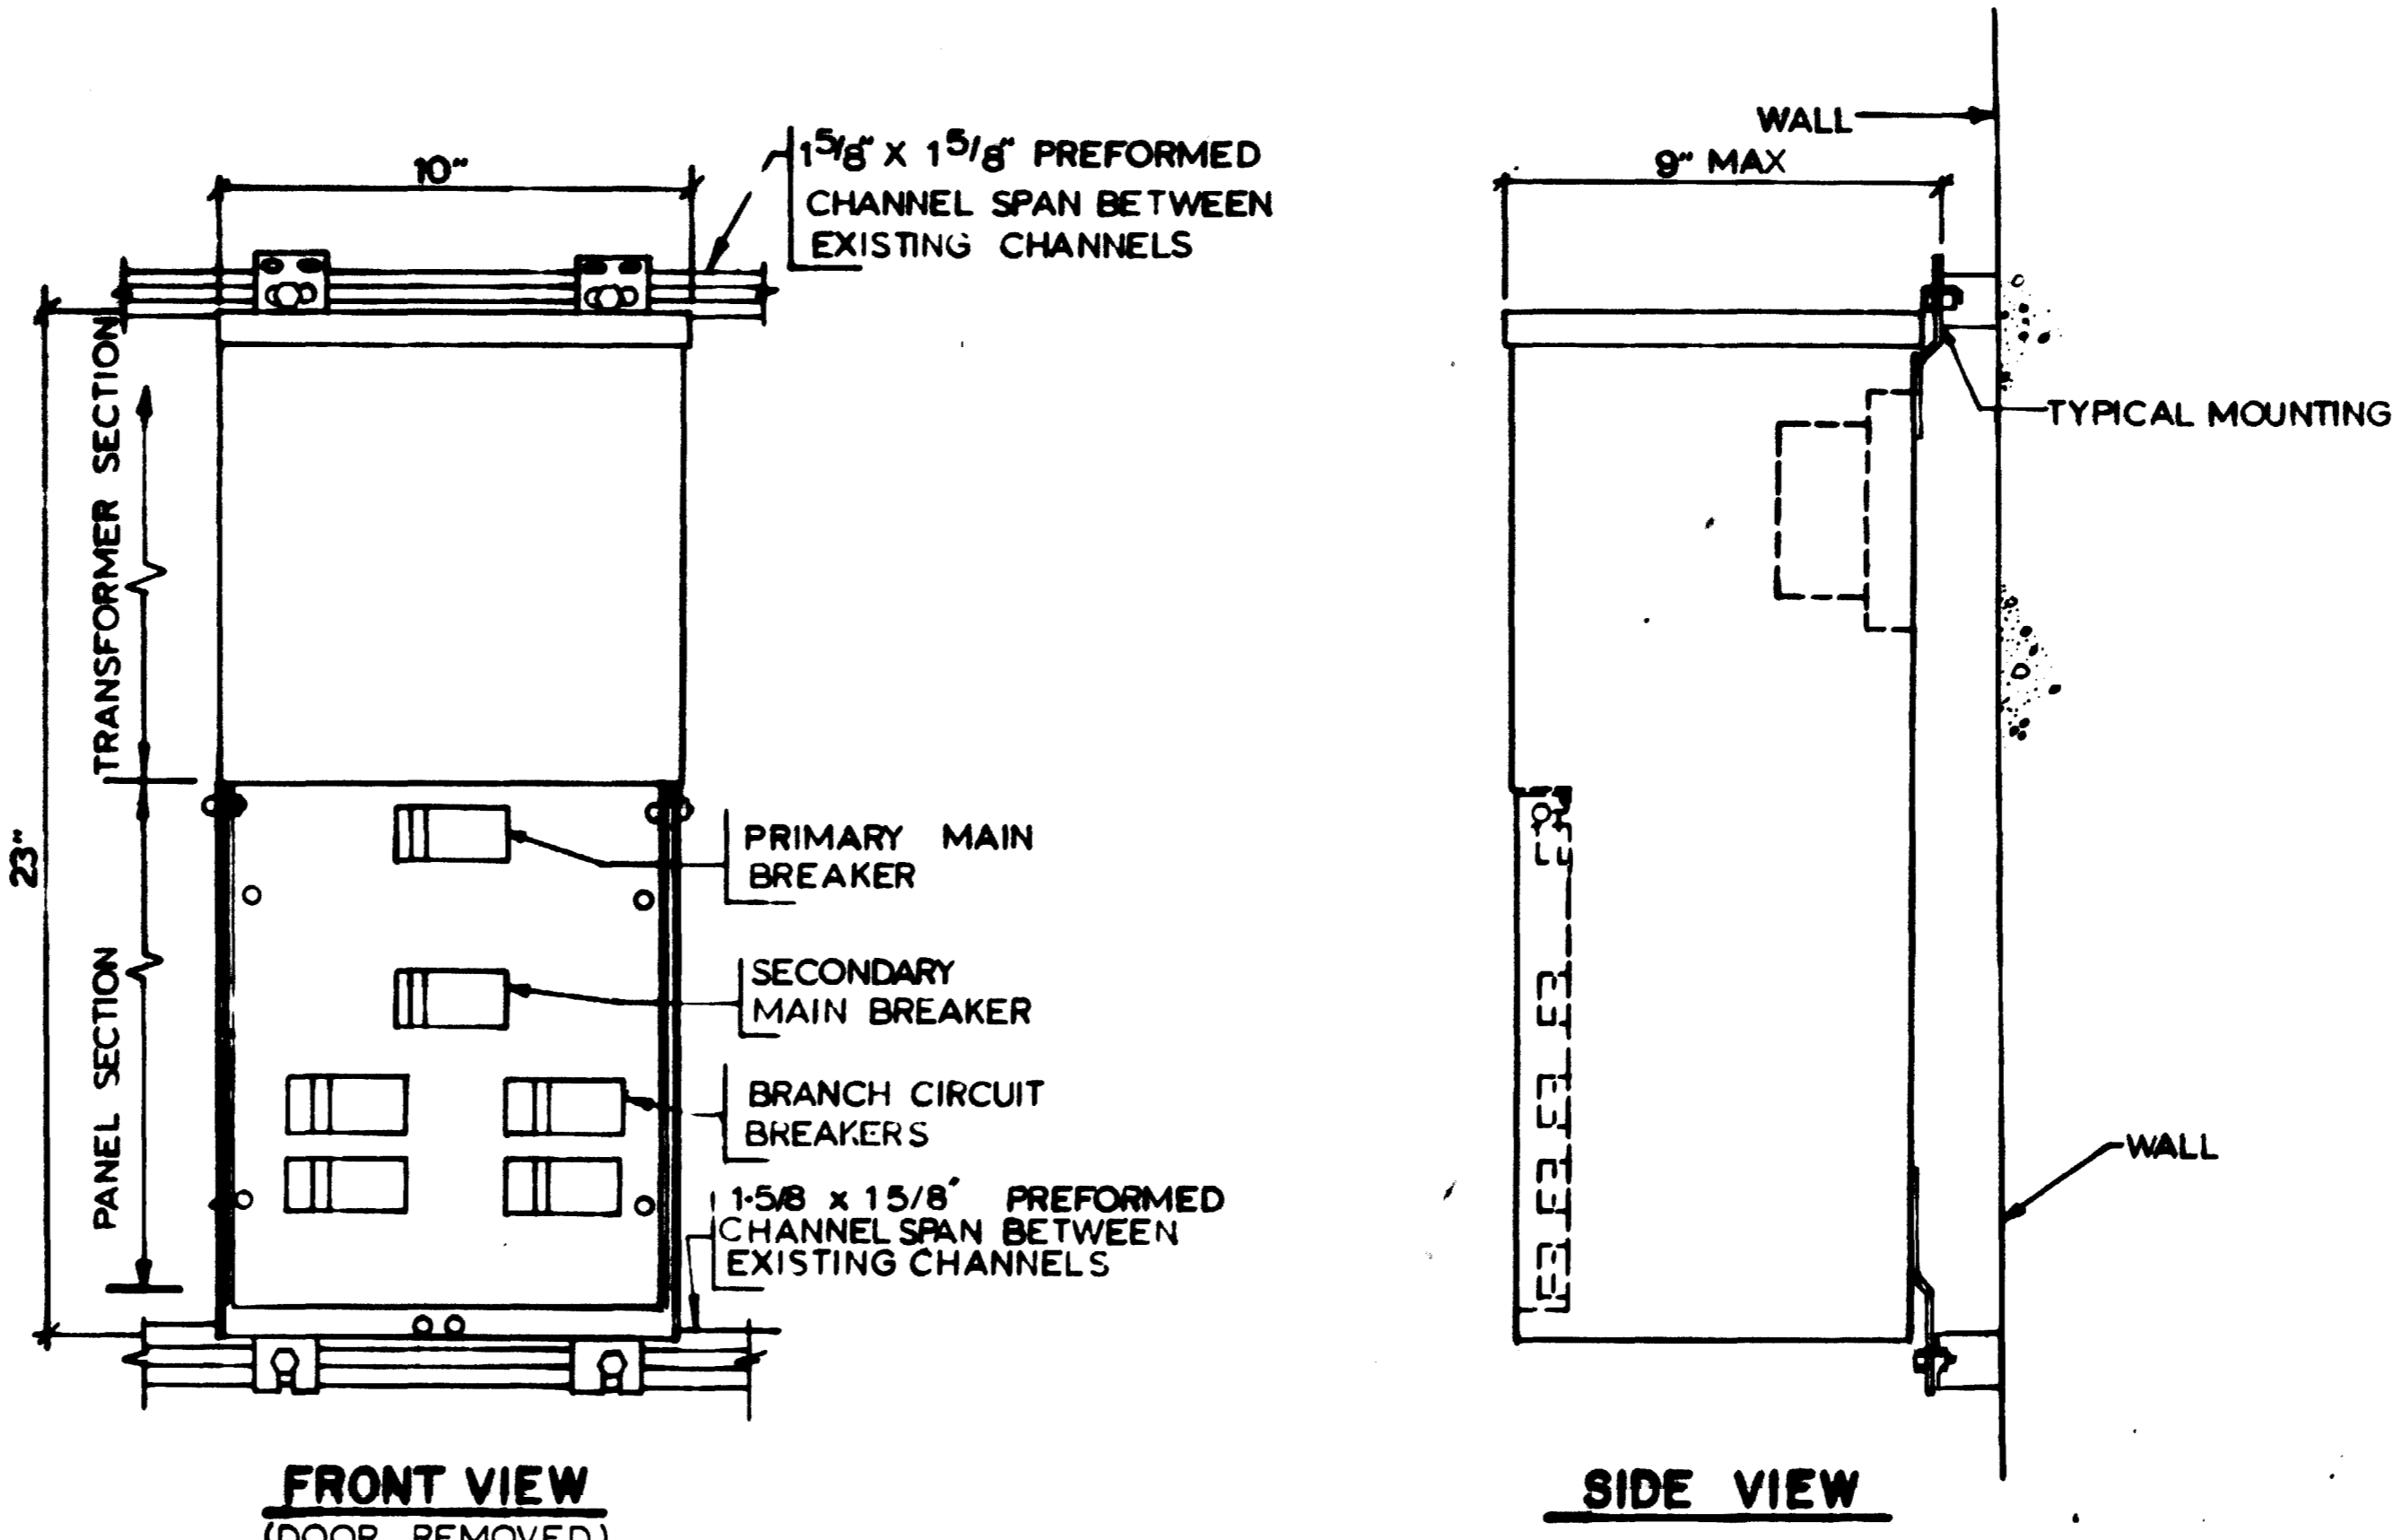 10"
1 5/8" X 1 5/8" PREFORMED
CHANNEL SPAN BETWEEN
EXISTING CHANNELS
TRANSFORMER SECTION
23"
PANEL SECTION
PRIMARY MAIN
BREAKER
SECONDARY
MAIN BREAKER
BRANCH CIRCUIT
BREAKERS
1-5/8 x 1 5/8" PREFORMED
CHANNEL SPAN BETWEEN
EXISTING CHANNELS
FRONT VIEW
(DOOR REMOVED)
WALL
9" MAX
TYPICAL MOUNTING
WALL
SIDE VIEW